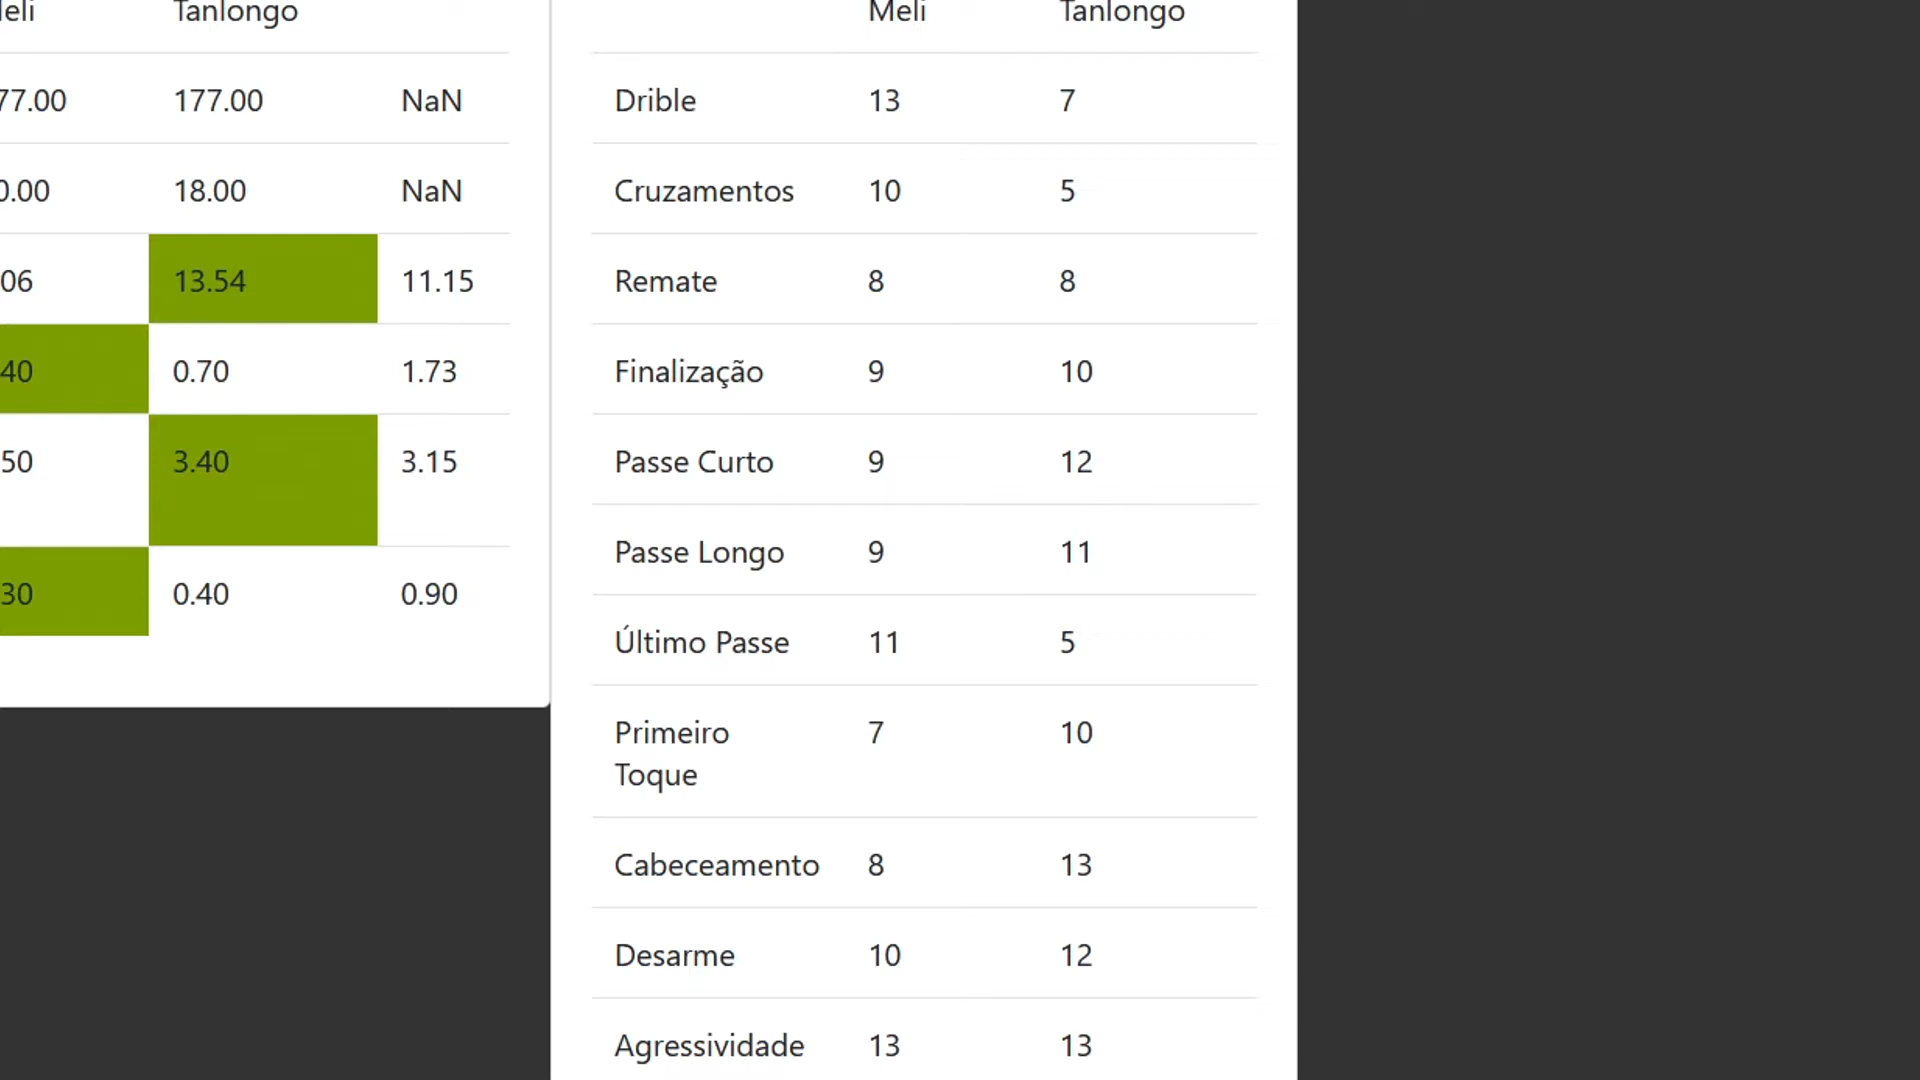 Tanlongo
77.00 177.00 NaN
0.00 18.00 NaN
06 13.54 11.15
40 0.70 1.73
50 3.40 3.15
30 0.40 0.90
Meli Tanlongo
Drible 13 7
Cruzamentos 10 5
Remate 8 8
Finalização 9 10
Passe Curto 9 12
Passe Longo 9 11
Último Passe 11 5
Primeiro 7 10
Toque
Cabeceamento 8 13
Desarme 10 12
Agressividade 13 13